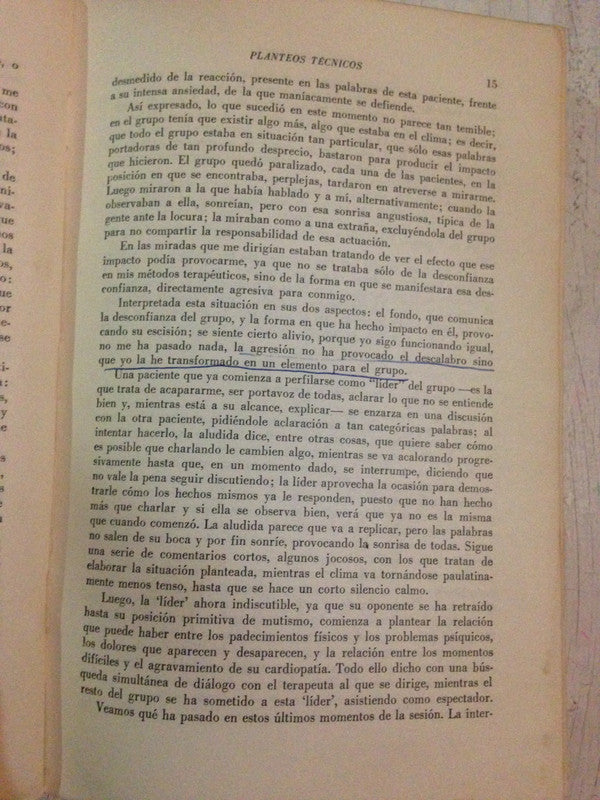 , o
me
con
ta-
la
os;
de
ni-
va-
que
os
la
os,
:
o:
ue
a-
se
i-
:
s
PLANTEOS TÉCNICOS
15
desmedido de la reacción, presente en las palabras de esta paciente, frente
a su intensa ansiedad, de la que maníacamente se defiende.
Así expresado, lo que sucedió en este momento no parece tan temible;
en el grupo tenía que existir algo más, algo que estaba en el clima; es decir,
que todo el grupo estaba en situación tan particular, que sólo esas palabras
portadoras de tan profundo desprecio, bastaron para producir el impacto
que hicieron. El grupo quedó paralizado, cada una de las pacientes, en la
posición en que se encontraba, perplejas, tardaron en atreverse a mirarme.
Luego miraron a la que había hablado y a mí, alternativamente; cuando la
observaban a ella, sonreían, pero con esa sonrisa angustiosa, típica de la
gente ante la locura; la miraban como a una extraña, excluyéndola del grupo
para no compartir la responsabilidad de esa actuación.
En las miradas que me dirigían estaban tratando de ver el efecto que ese
impacto podía provocarme, ya que no se trataba sólo de la desconfianza
en mis métodos terapéuticos, sino de la forma en que se manifestara esa des-
confianza, directamente agresiva para conmigo.
Interpretada esta situación en sus dos aspectos: el fondo, que comunica
la desconfianza del grupo, y la forma en que ha hecho impacto en él, provo-
cando su escisión; se siente cierto alivio, porque yo sigo funcionando igual,
no me ha pasado nada, la agresión no ha provocado el descalabro sino
que yo la he transformado en un elemento para el grupo.
Una paciente que ya comienza a perfilarse como "líder" del grupo —es la
que trata de acapararme, ser portavoz de todas, aclarar lo que no se entiende
bien y, mientras está a su alcance, explicar— se enzarza en una discusión
con la otra paciente, pidiéndole aclaración a tan categóricas palabras; al
intentar hacerlo, la aludida dice, entre otras cosas, que quiere saber cómo
es posible que charlando le cambien algo, mientras se va acalorando progre-
sivamente hasta que, en un momento dado, se interrumpe, diciendo que
no vale la pena seguir discutiendo; la líder aprovecha la ocasión para demos-
trarle cómo los hechos mismos ya le responden, puesto que no han hecho
más que charlar y si ella se observa bien, verá que ya no es la misma
que cuando comenzó. La aludida parece que va a replicar, pero las palabras
no salen de su boca y por fin sonríe, provocando la sonrisa de todas. Sigue
una serie de comentarios cortos, algunos jocosos, con los que tratan de
elaborar la situación planteada, mientras el clima va tornándose paulatina-
mente menos tenso, hasta que se hace un corto silencio calmo.
Luego, la 'líder' ahora indiscutible, ya que su oponente se ha retraído
hasta su posición primitiva de mutismo, comienza a plantear la relación
que puede haber entre los padecimientos físicos y los problemas psíquicos,
los dolores que aparecen y desaparecen, y la relación entre los momentos
difíciles y el agravamiento de su cardiopatía. Todo ello dicho con una bús-
queda simultánea de diálogo con el terapeuta al que se dirige, mientras el
resto del grupo se ha sometido a esta 'líder', asistiendo como espectador.
Veamos qué ha pasado en estos últimos momentos de la sesión. La inter-